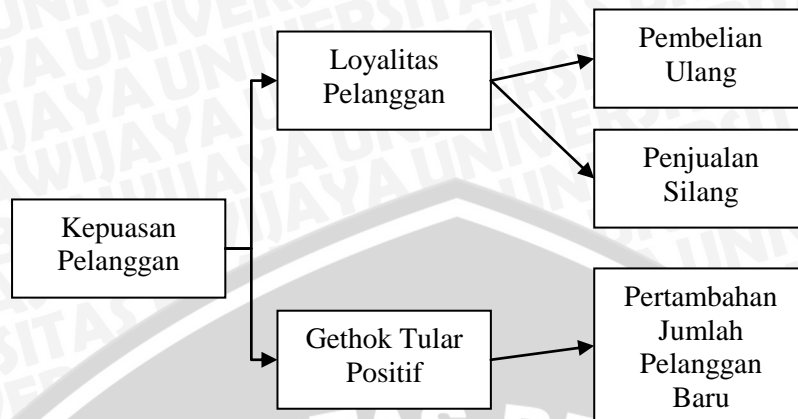 Kepuasan
Pelanggan
Loyalitas
Pelanggan
Pembelian
Ulang
Penjualan
Silang
Gethok Tular
Positif
Pertambahan
Jumlah
Pelanggan
Baru